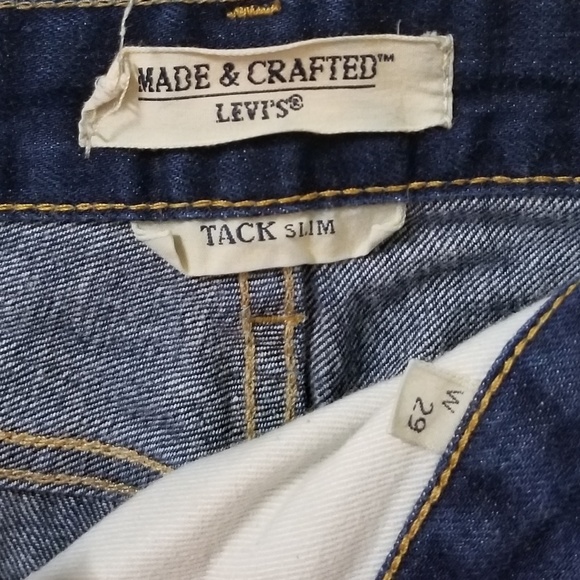 MADE & CRAFTED™
LEVI'S®
TACK SLIM
W
29